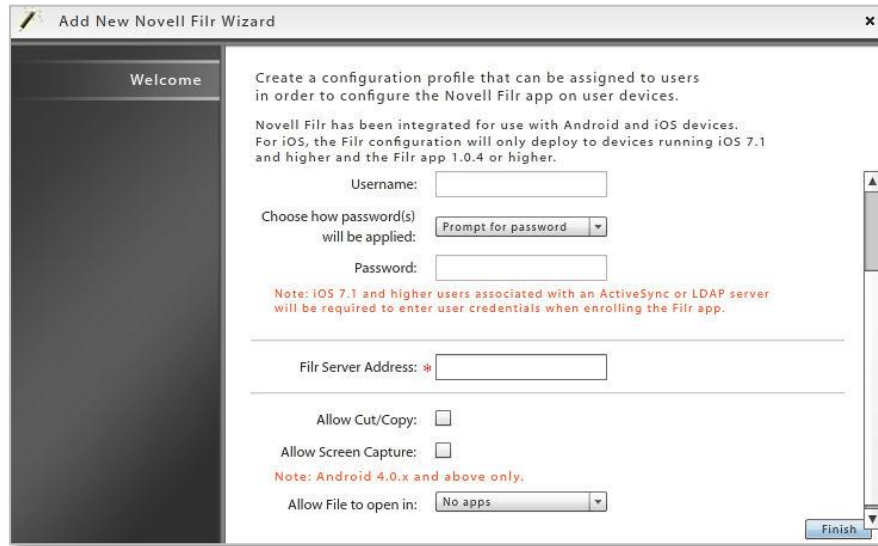 Add New Novell Filr Wizard
Welcome
Create a configuration profile that can be assigned to users
in order to configure the Novell Filr app on user devices.
Novell Filr has been integrated for use with Android and iOS devices.
For iOS, the Filr configuration will only deploy to devices running iOS 7.1
and higher and the Filr app 1.0.4 or higher.
Username:
Choose how password(s)
will be applied:
Prompt for password
Password:
Note: iOS 7.1 and higher users associated with an ActiveSync or LDAP server
will be required to enter user credentials when enrolling the Filr app.
Filr Server Address: *
Allow Cut/Copy:
Allow Screen Capture:
Note: Android 4.0.x and above only.
Allow File to open in:
No apps
Finish